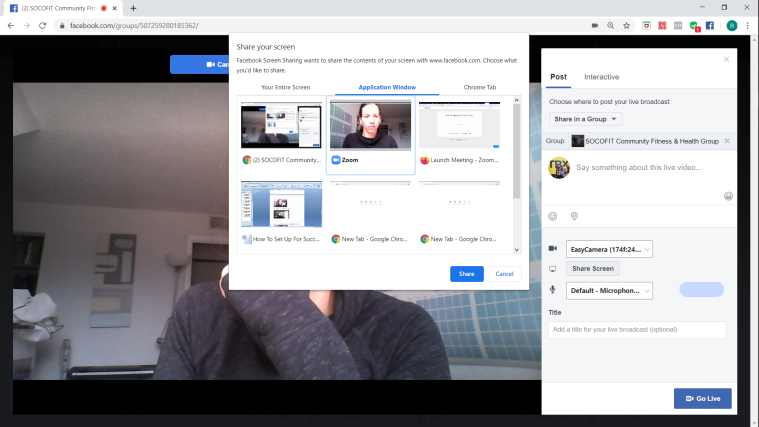 (2) SOCOFIT Community Fitn
facebook.com/groups/507259280185362/
Share your screen
Facebook Screen Sharing wants to share the contents of your screen with www.facebook.com. Choose what
you'd like to share.
Your Entire Screen
Application Window
Chrome Tab
(2) SOCOFIT Community...
Zoom
Launch Meeting - Zoom...
How To Set Up For Succ...
New Tab - Google Chro...
New Tab - Google Chro...
Share
Cancel
Post
Interactive
Choose where to post your live broadcast:
Share in a Group
Group:
SOCOFIT Community Fitness & Health Group
Say something about this live video...
EasyCamera (174f:24...
Share Screen
Default - Microphon...
Title
Add a title for your live broadcast (optional)
Go Live